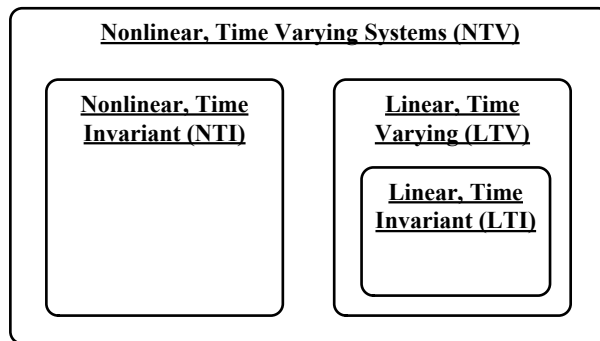 Nonlinear, Time Varying Systems (NTV)
Nonlinear, Time
Invariant (NTI)
Linear, Time
Varying (LTV)
Linear, Time
Invariant (LTI)